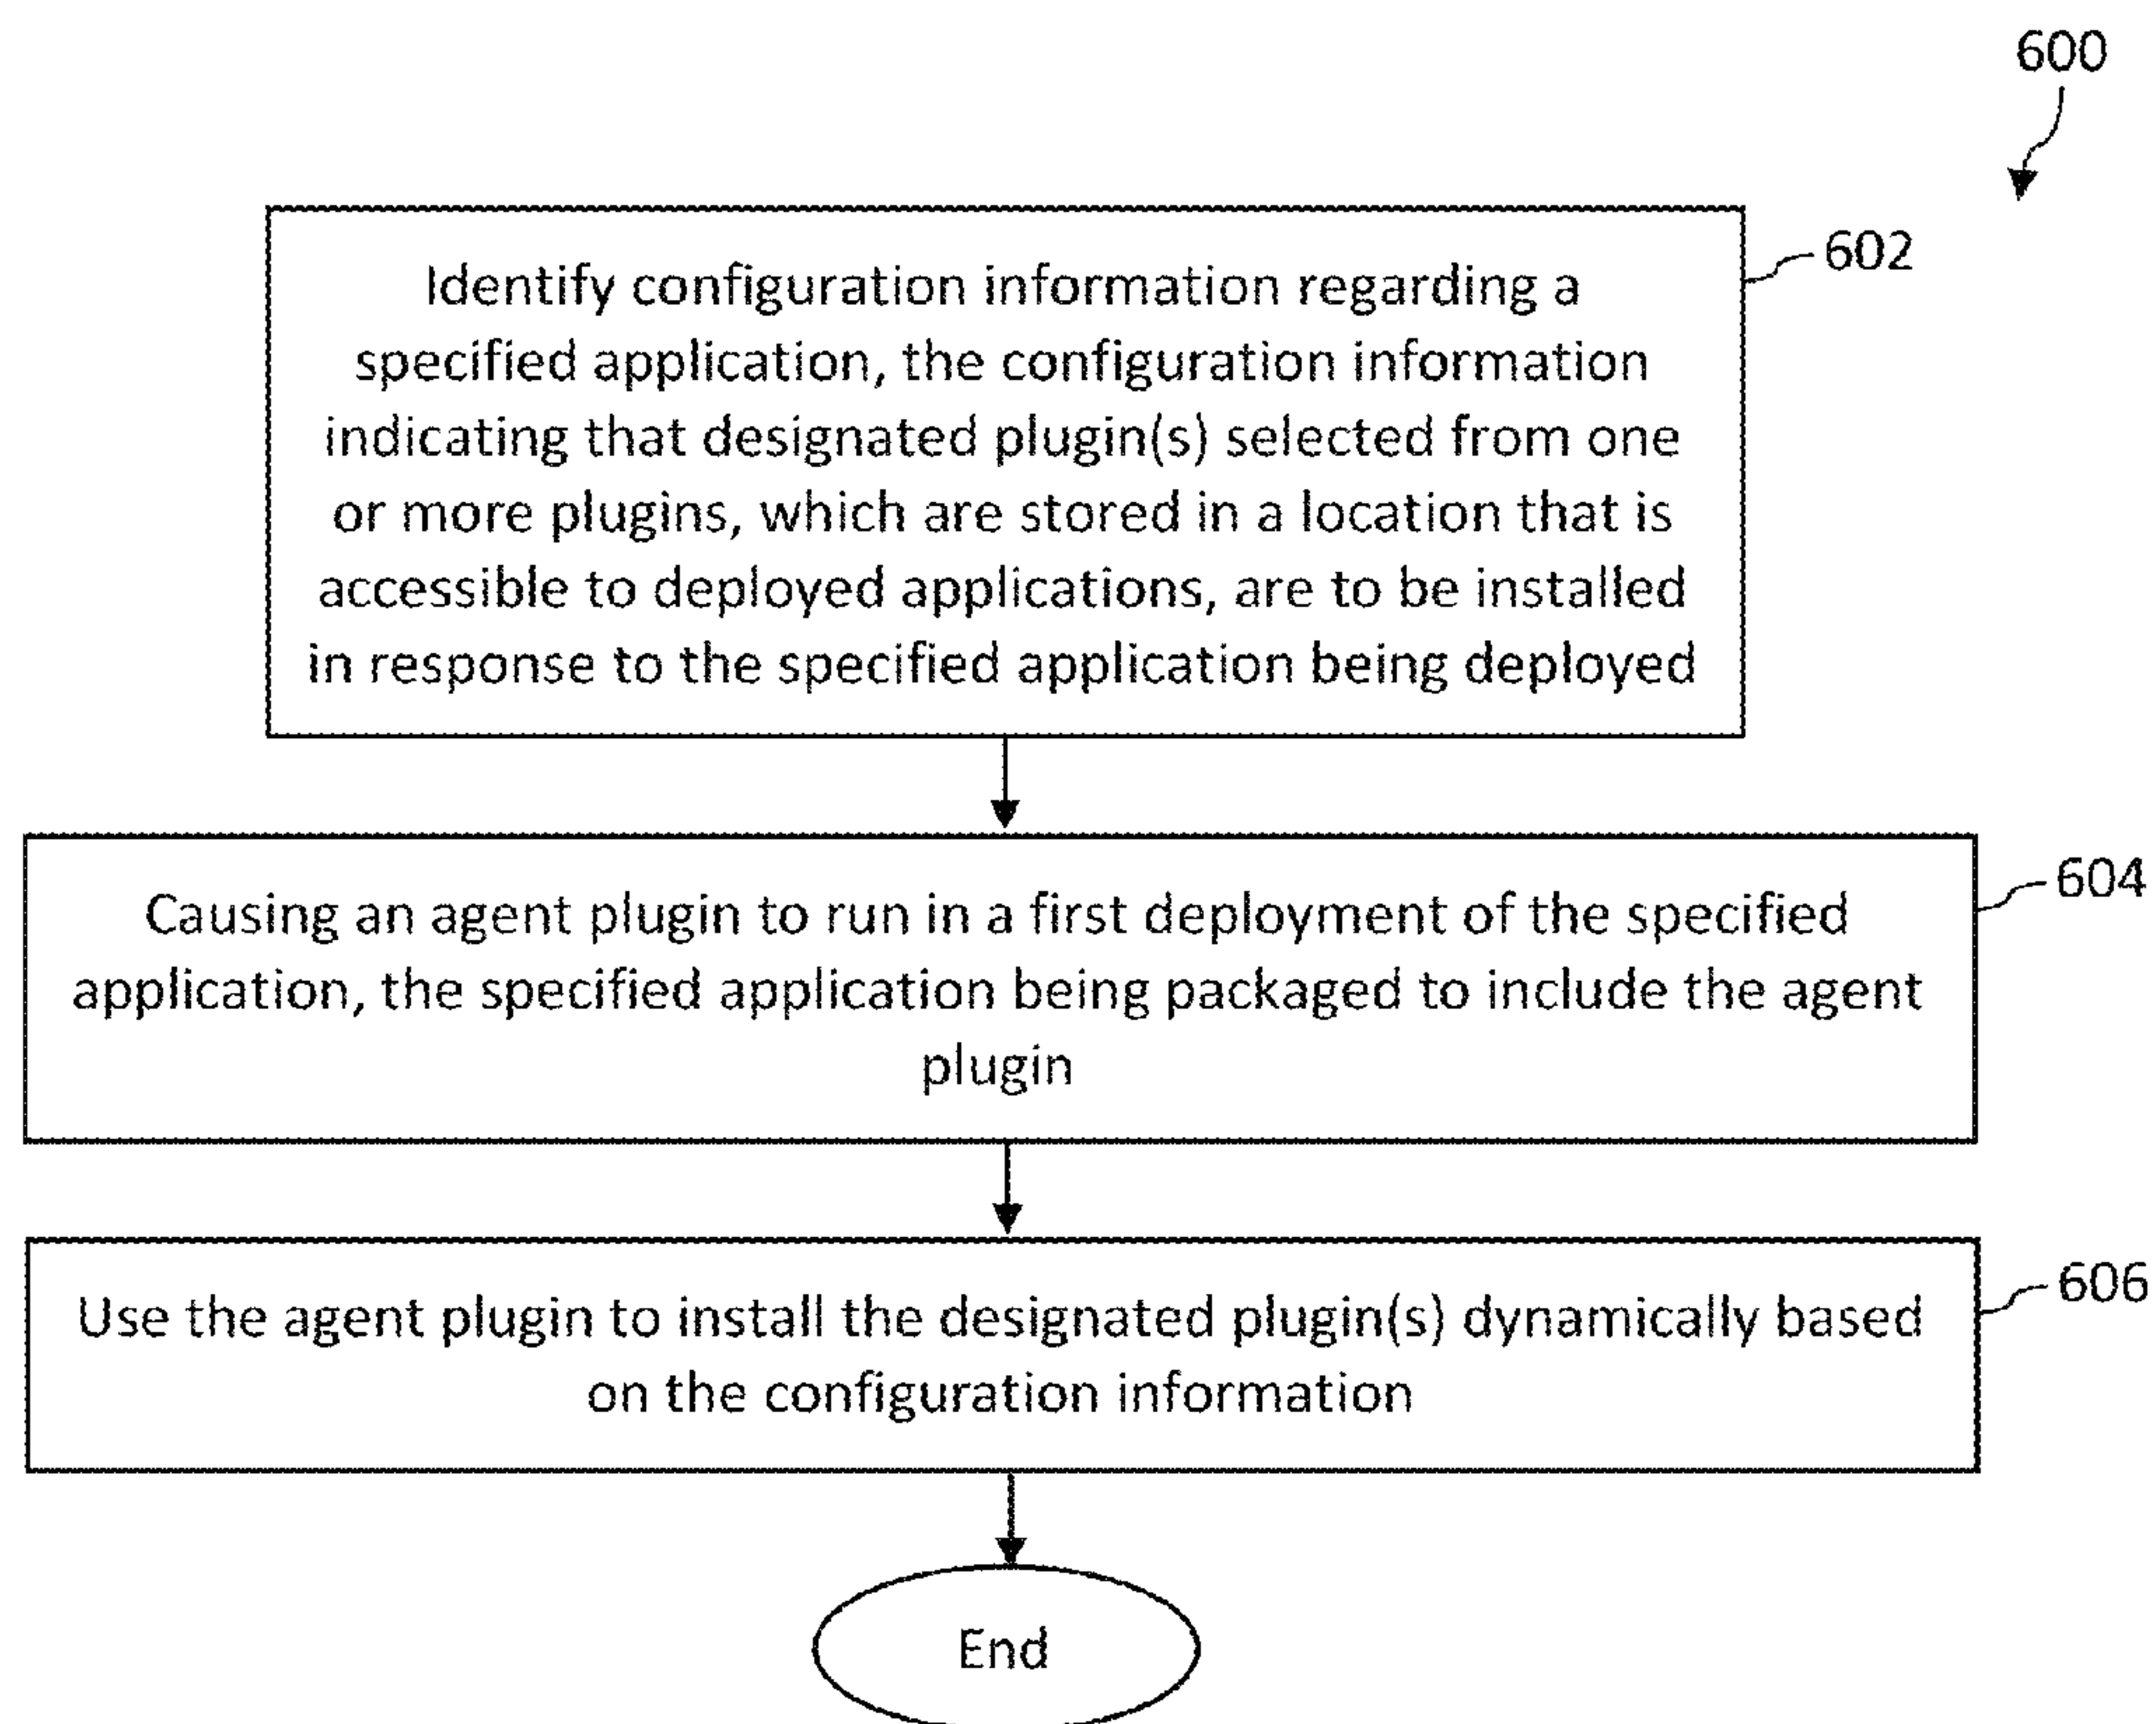 600
602
Identify configuration information regarding a
specified application, the configuration information
indicating that designated plugin(s) selected from one
or more plugins, which are stored in a location that is
accessible to deployed applications, are to be installed
in response to the specified application being deployed
604
Causing an agent plugin to run in a first deployment of the specified
application, the specified application being packaged to include the agent
plugin
606
Use the agent plugin to install the designated plugin(s) dynamically based
on the configuration information
End